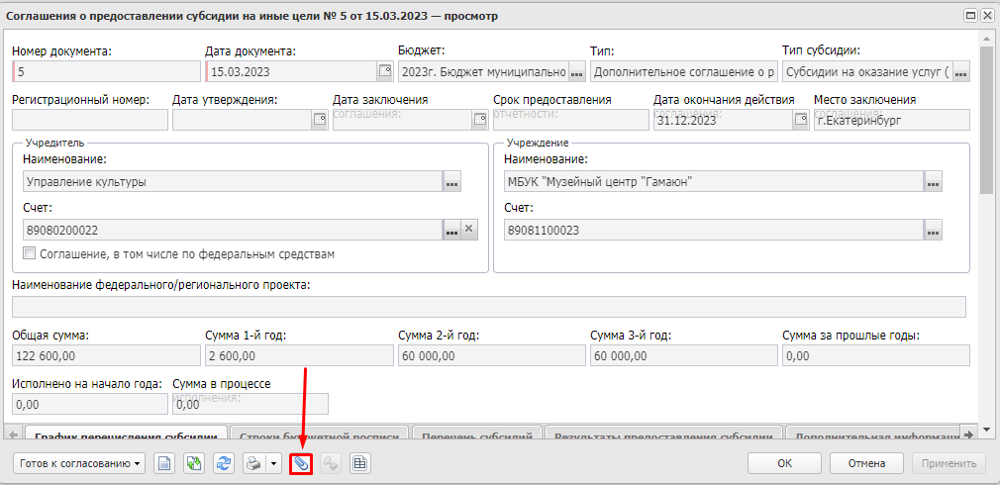 Соглашения о предоставлении субсидии на иные цели № 5 от 15.03.2023 — просмотр
Номер документа: Дата документа: Бюджет: Тип: Тип субсидии:
5 15.03.2023 2023г. Бюджет муниципально ... Дополнительное соглашение о р Субсидии на оказание услуг ( ...
Регистрационный номер: Дата утверждения: Дата заключения соглашения: Срок предоставления отчётности: Дата окончания действия соглашения: Место заключения соглашения:
31.12.2023 г.Екатеринбург
Учредитель Учреждение
Наименование: Наименование:
Управление культуры ... МБУК "Музейный центр "Гамаюн" ...
Счет: Счет:
89080200022 ... 89081100023 ...
Соглашение, в том числе по федеральным средствам
Наименование федерального/регионального проекта:
Общая сумма: Сумма 1-й год: Сумма 2-й год: Сумма 3-й год: Сумма за прошлые годы:
122 600,00 2 600,00 60 000,00 60 000,00 0,00
Исполнено на начало года: Сумма в процессе исполнения:
0,00 0,00
График перечисления субсидии Строки бюджетной росписи Перечень субсидий Результаты предоставления субсидии Дополнительная информаци
Готов к согласованию ОК Отмена Применить